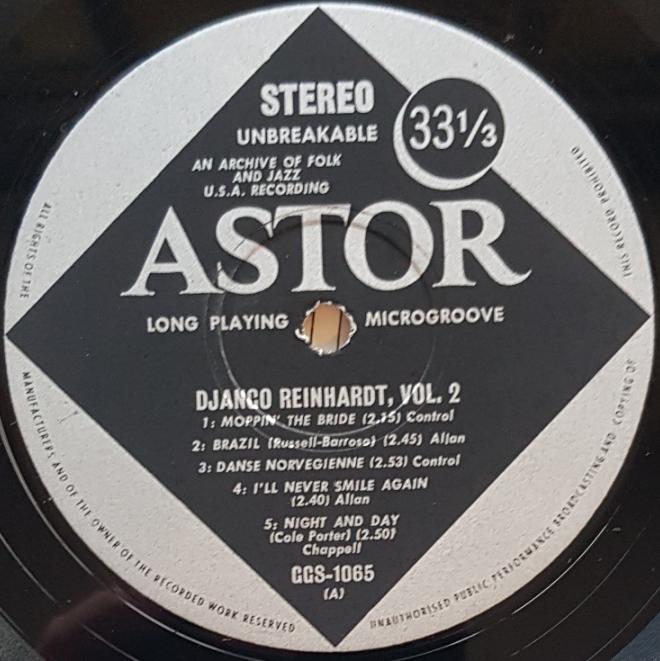 STEREO
33⅓
UNBREAKABLE
AN ARCHIVE OF FOLK
AND JAZZ
U.S.A. RECORDING
ASTOR
LONG PLAYING MICROGROOVE
DJANGO REINHARDT, VOL. 2
1: MOPPIN' THE BRIDE (2.15) Control
2: BRAZIL (Russell-Barroso) (2.45) Allan
3: DANSE NORVEGIENNE (2.53) Control
4: I'LL NEVER SMILE AGAIN
(2.40) Allan
5: NIGHT AND DAY
(Cole Porter) (2.50)
Chappell
GGS-1065
(A)
ALL RIGHTS OF THE
MANUFACTURERS AND OF THE OWNER OF THE RECORDED WORK RESERVED
UNAUTHORISED PUBLIC PERFORMANCE BROADCASTING AND COPYING OF
THIS RECORD PROHIBITED